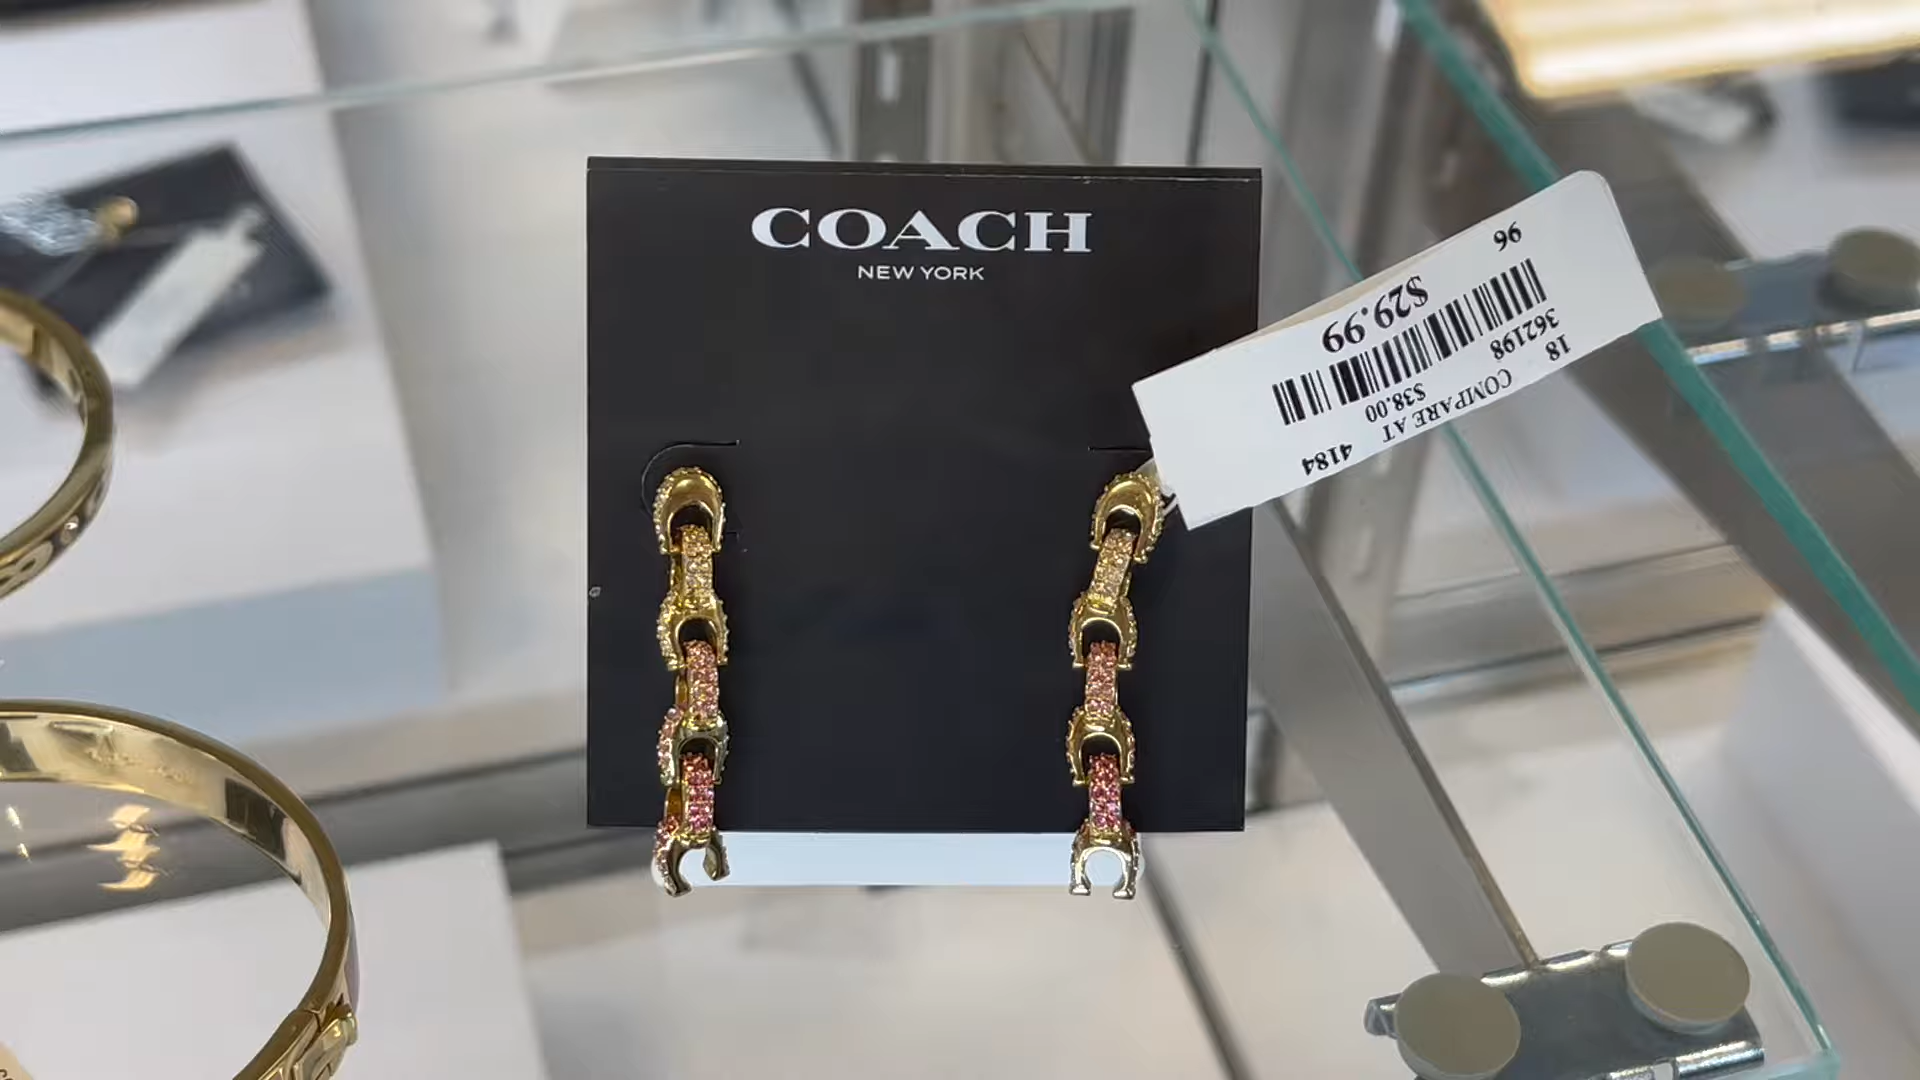 COACH
NEW YORK
4184
COMPARE AT
$38.00
18
362198
$29.99
96